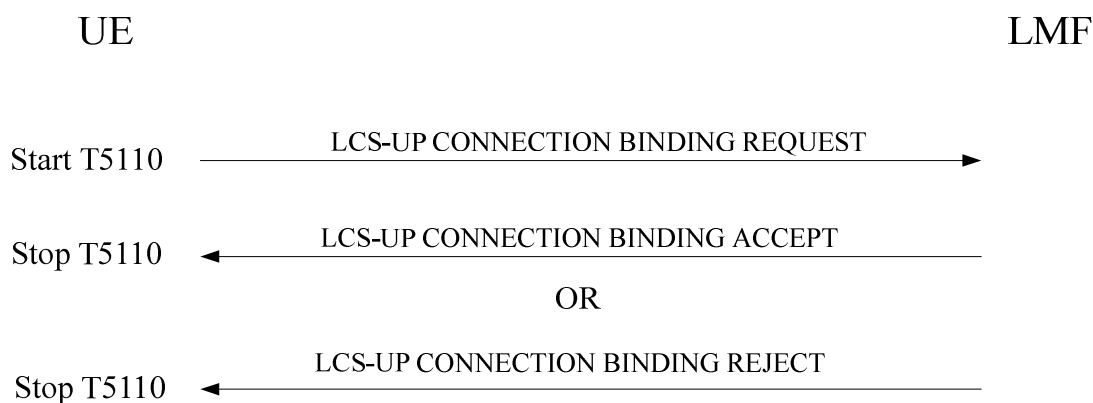 UE LMF
LCS-UP CONNECTION BINDING REQUEST
Start T5110
LCS-UP CONNECTION BINDING ACCEPT
Stop T5110
OR
LCS-UP CONNECTION BINDING REJECT
Stop T5110